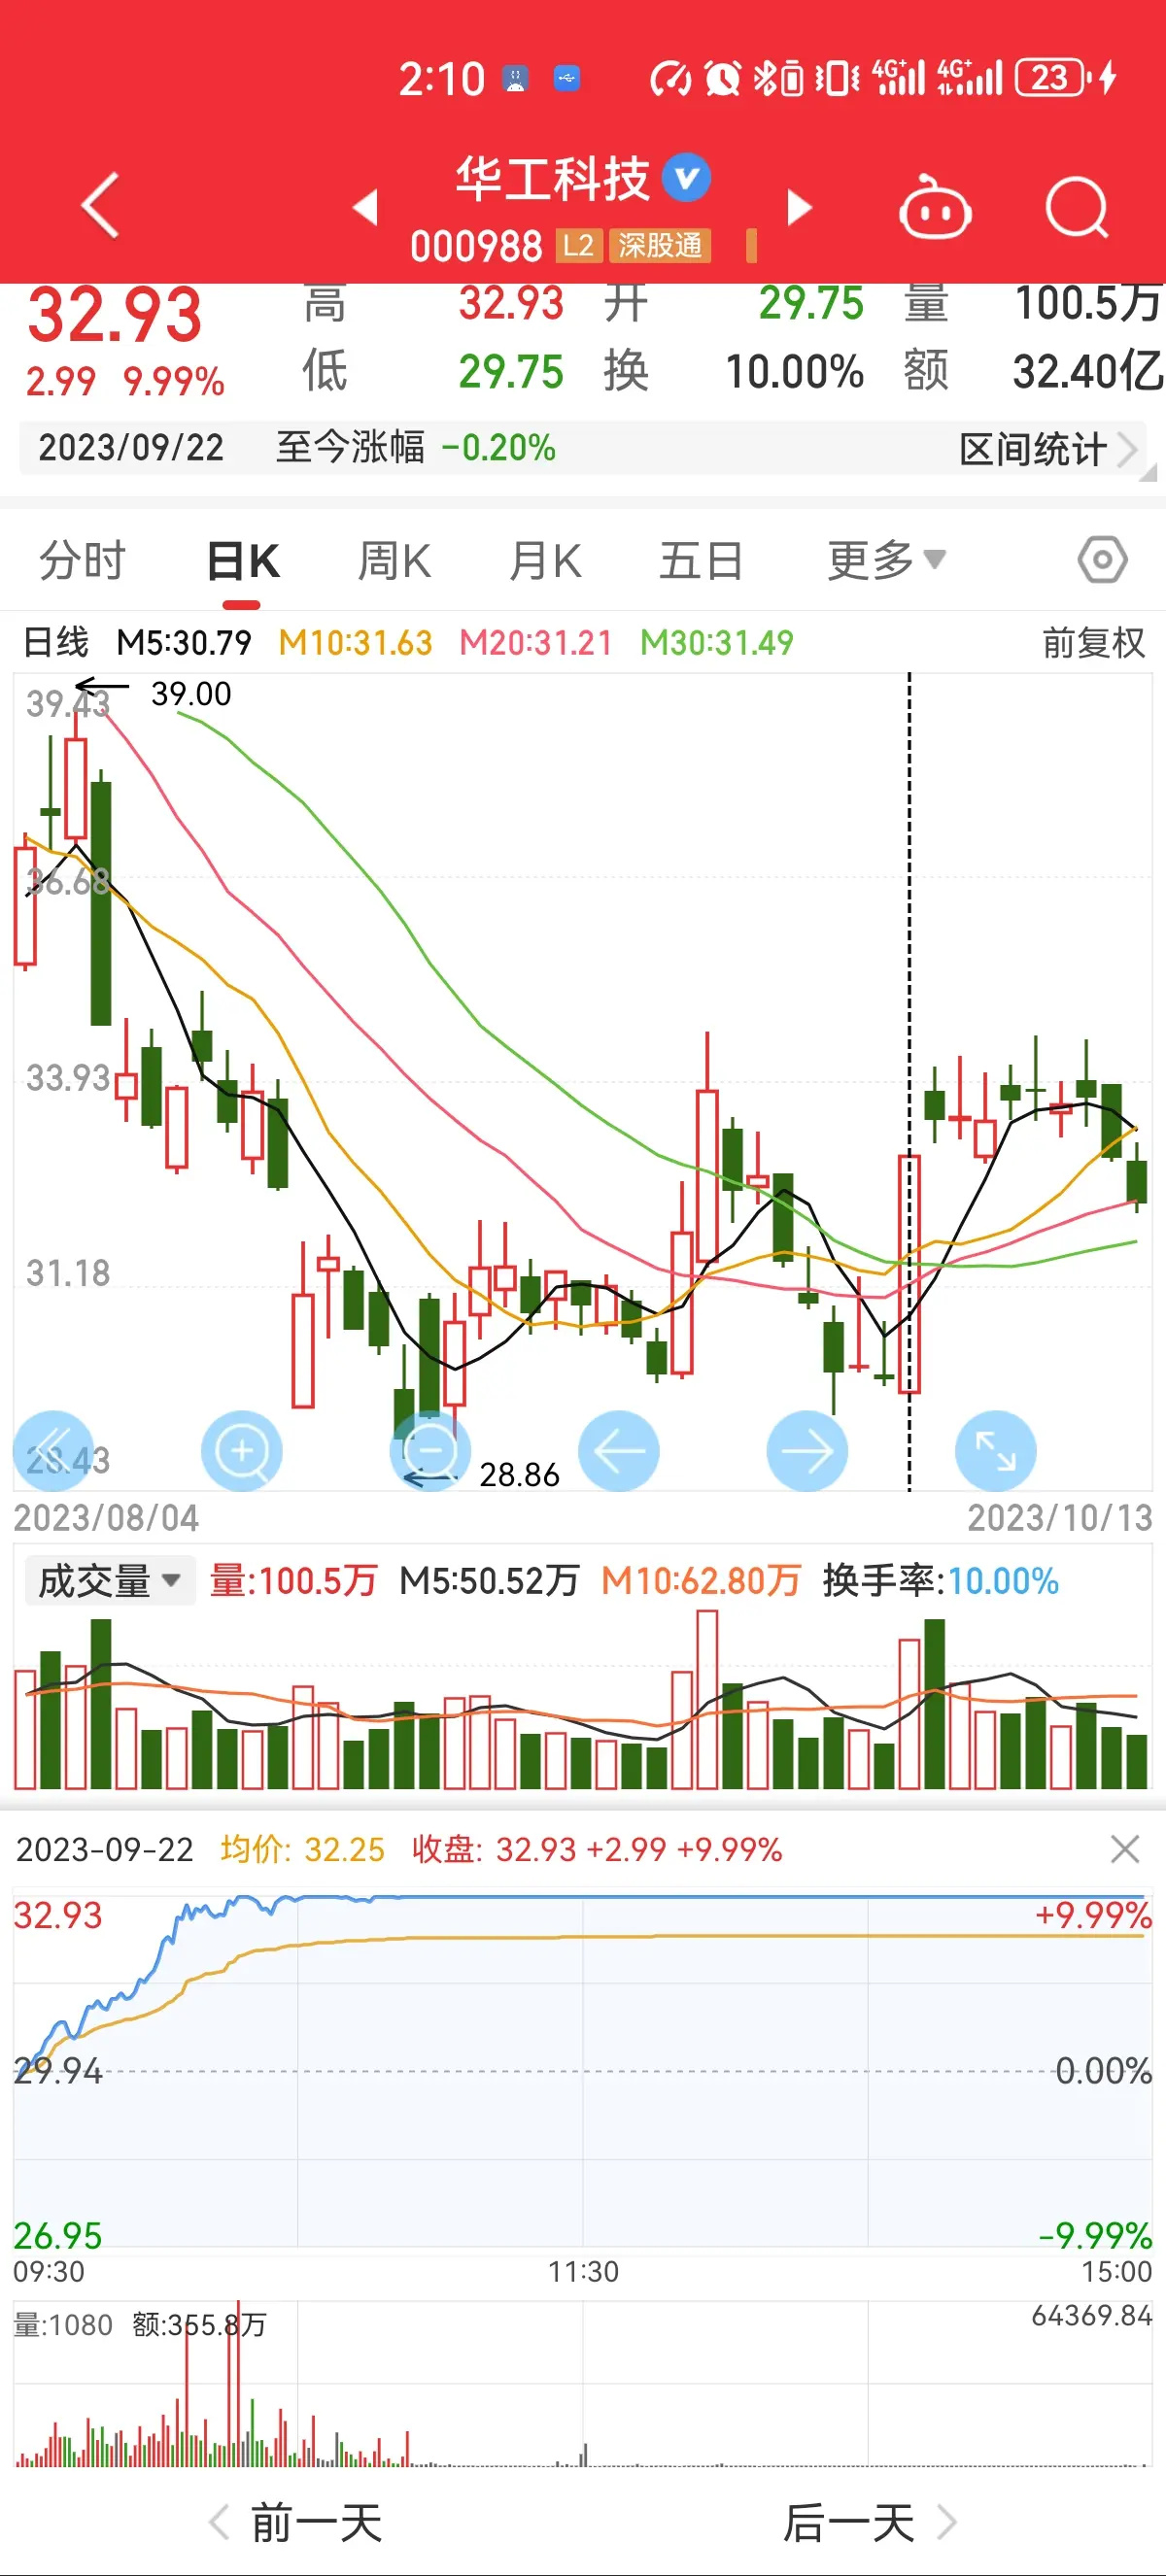 2:10 4G+ 4G+ 23
华工科技
000988 L2 深股通
32.93 高 32.93 开 29.75 量 100.5万
2.99 9.99% 低 29.75 换 10.00% 额 32.40亿
2023/09/22 至今涨幅 -0.20% 区间统计
分时 日K 周K 月K 五日 更多
日线 M5:30.79 M10:31.63 M20:31.21 M30:31.49 前复权
39.43 39.00
36.68
33.93
31.18
28.43 28.86
2023/08/04 2023/10/13
成交量 量:100.5万 M5:50.52万 M10:62.80万 换手率:10.00%
2023-09-22 均价: 32.25 收盘: 32.93 +2.99 +9.99%
32.93 +9.99%
29.94 0.00%
26.95 -9.99%
09:30 11:30 15:00
量:1080 额:355.8万 64369.84
前一天 后一天